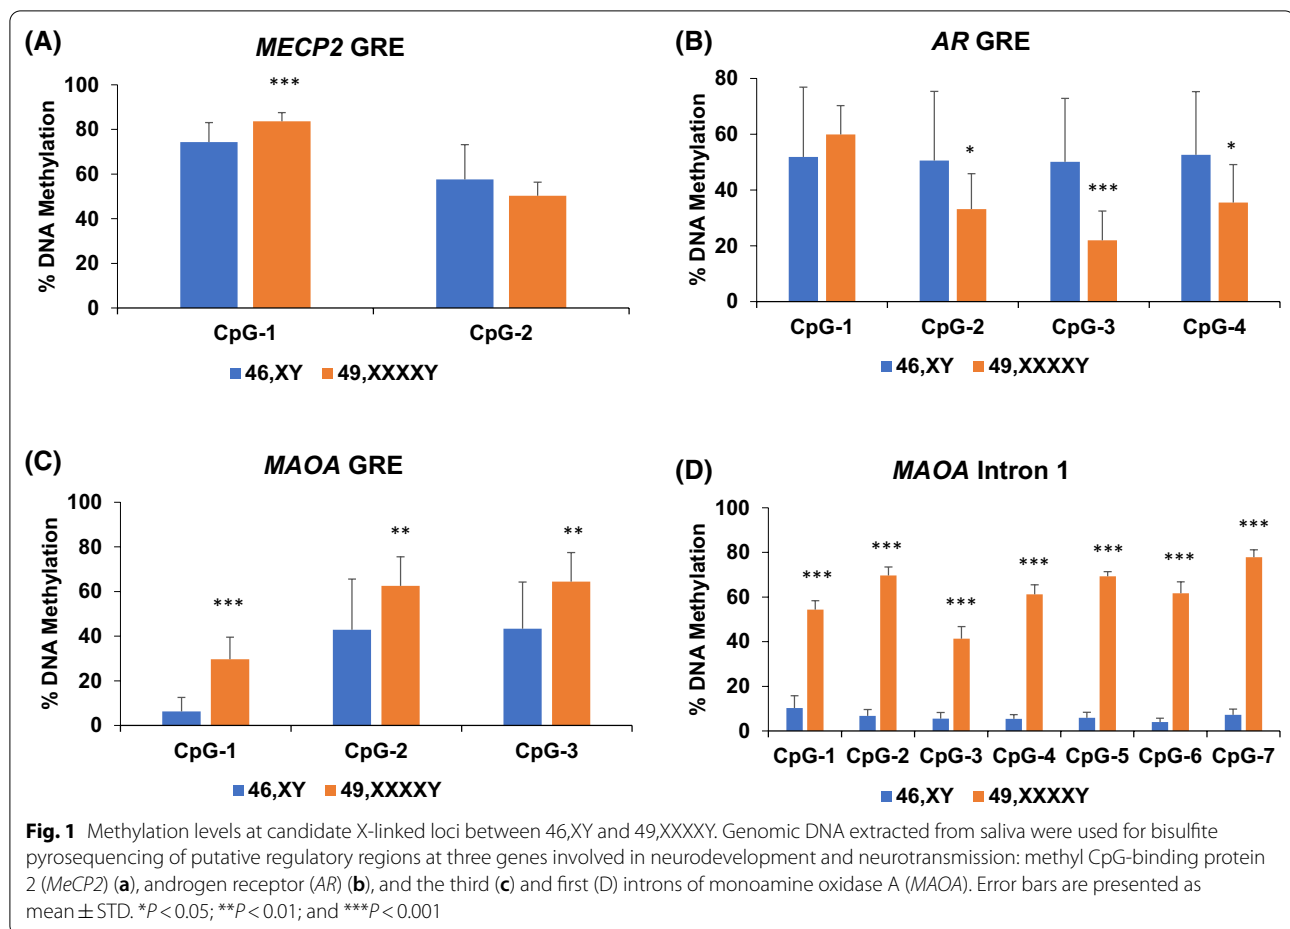 (A)
MECP2 GRE
% DNA Methylation
100
80
60
40
20
0
***
CpG-1 CpG-2
46,XY 49,XXXXY
(B)
AR GRE
% DNA Methylation
80
60
40
20
0
* *** *
CpG-1 CpG-2 CpG-3 CpG-4
46,XY 49,XXXXY
(C)
MAOA GRE
% DNA Methylation
100
80
60
40
20
0
*** ** **
CpG-1 CpG-2 CpG-3
46,XY 49,XXXXY
(D)
MAOA Intron 1
% DNA Methylation
100
80
60
40
20
0
*** *** *** *** *** *** ***
CpG-1 CpG-2 CpG-3 CpG-4 CpG-5 CpG-6 CpG-7
46,XY 49,XXXXY
Fig. 1 Methylation levels at candidate X-linked loci between 46,XY and 49,XXXXY. Genomic DNA extracted from saliva were used for bisulfite
pyrosequencing of putative regulatory regions at three genes involved in neurodevelopment and neurotransmission: methyl CpG-binding protein
2 (MeCP2) (a), androgen receptor (AR) (b), and the third (c) and first (D) introns of monoamine oxidase A (MAOA). Error bars are presented as
mean ± STD. *P < 0.05; **P < 0.01; and ***P < 0.001